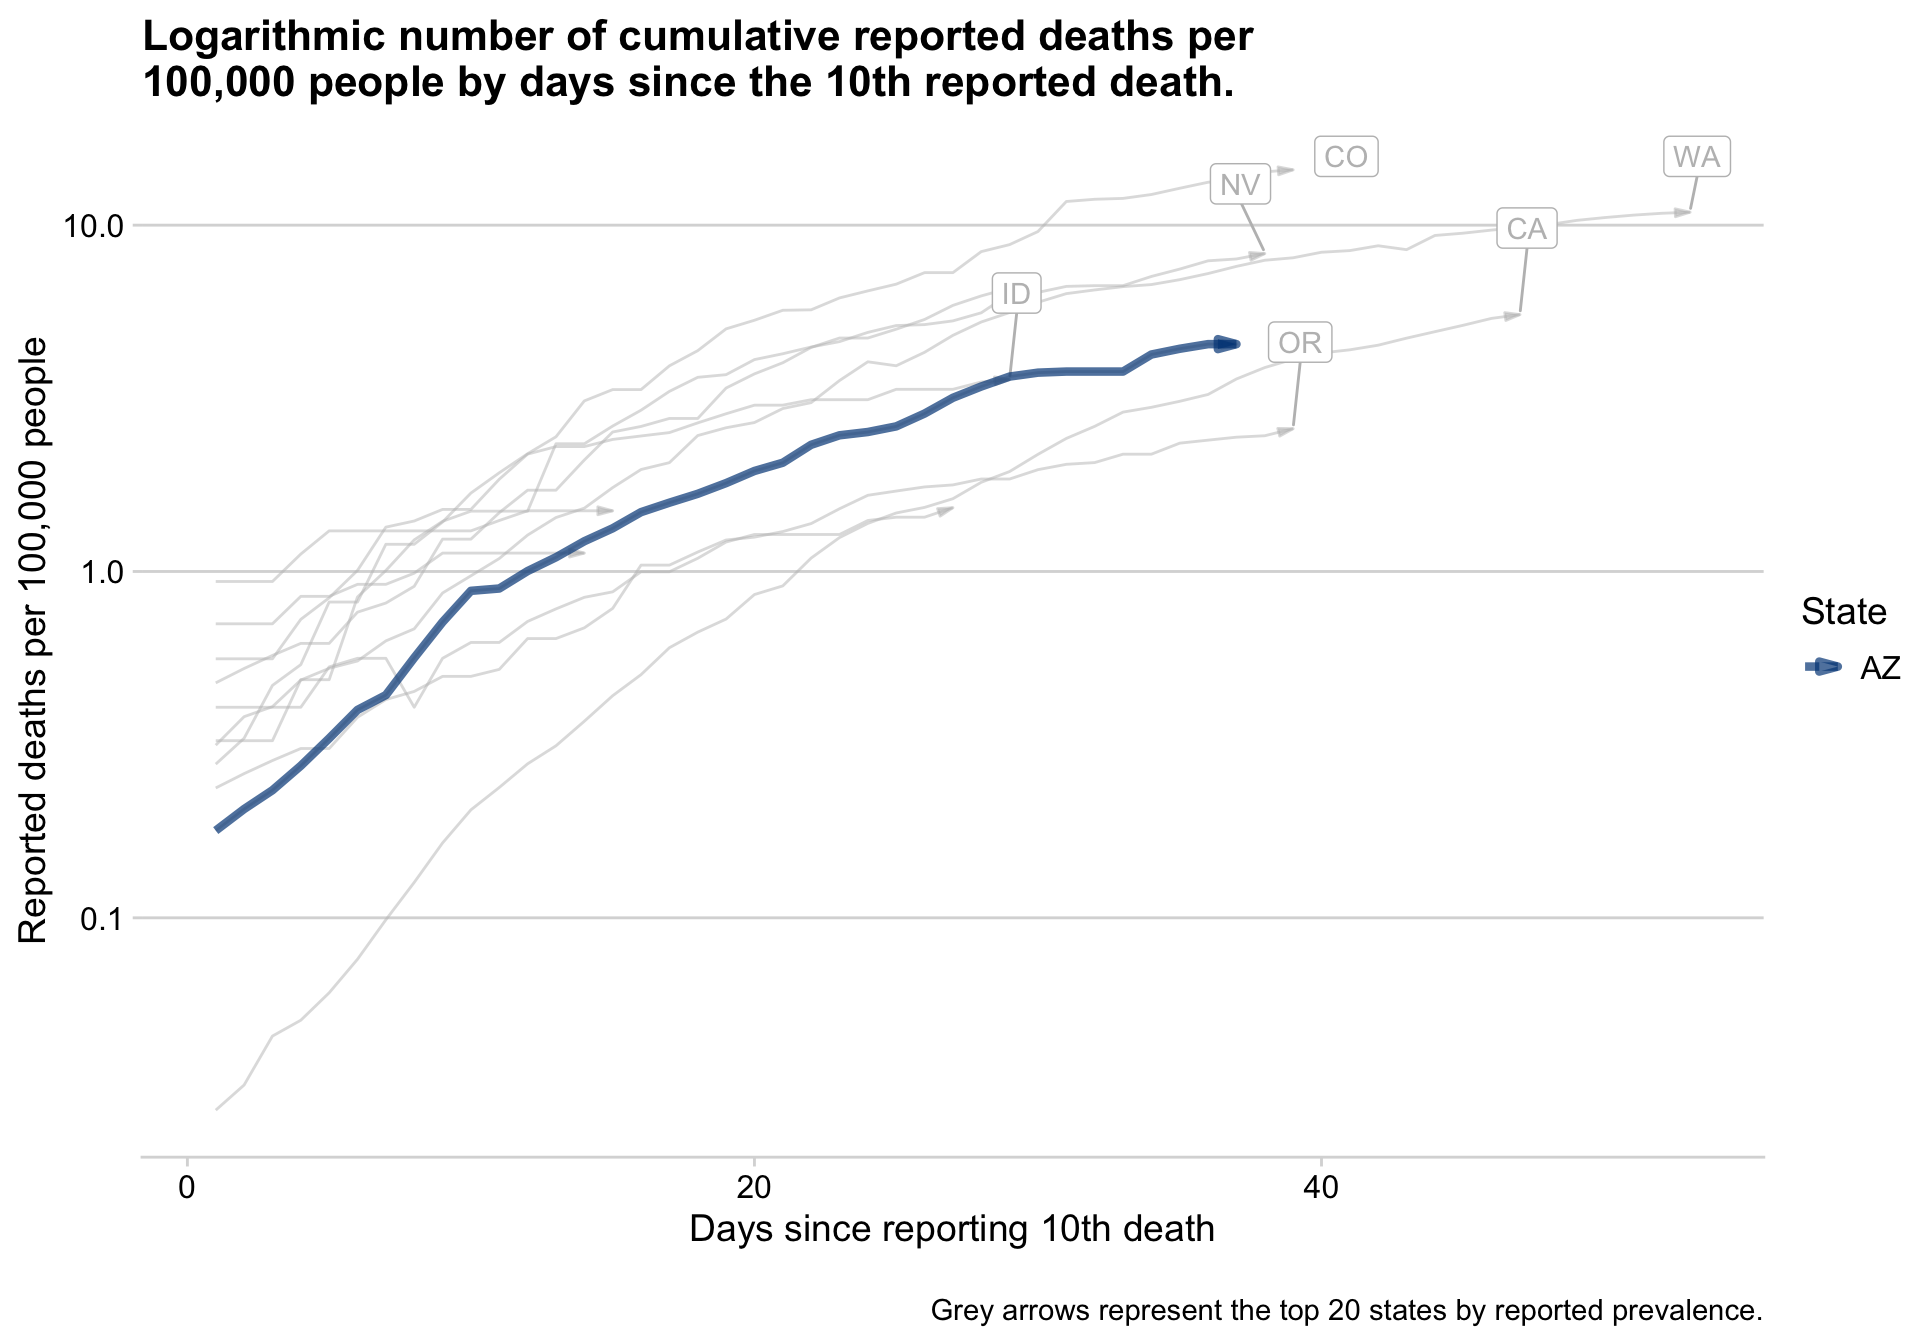 Logarithmic number of cumulative reported deaths per
100,000 people by days since the 10th reported death.
CO
WA
NV
CA
ID
OR
10.0
1.0
0.1
Reported deaths per 100,000 people
State
AZ
0
20
40
Days since reporting 10th death
Grey arrows represent the top 20 states by reported prevalence.